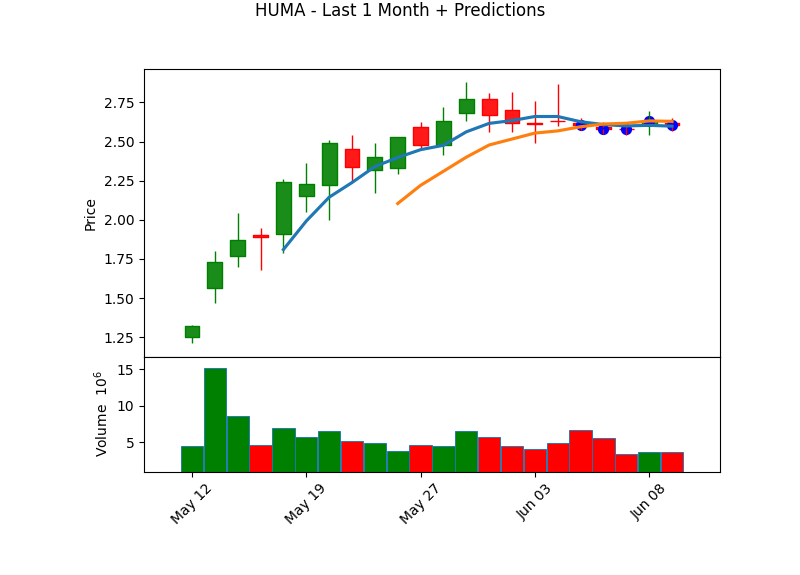 HUMA - Last 1 Month + Predictions
Price
2.75
2.50
2.25
2.00
1.75
1.50
1.25
Volume 10⁶
15
10
5
May 12
May 19
May 27
Jun 03
Jun 08